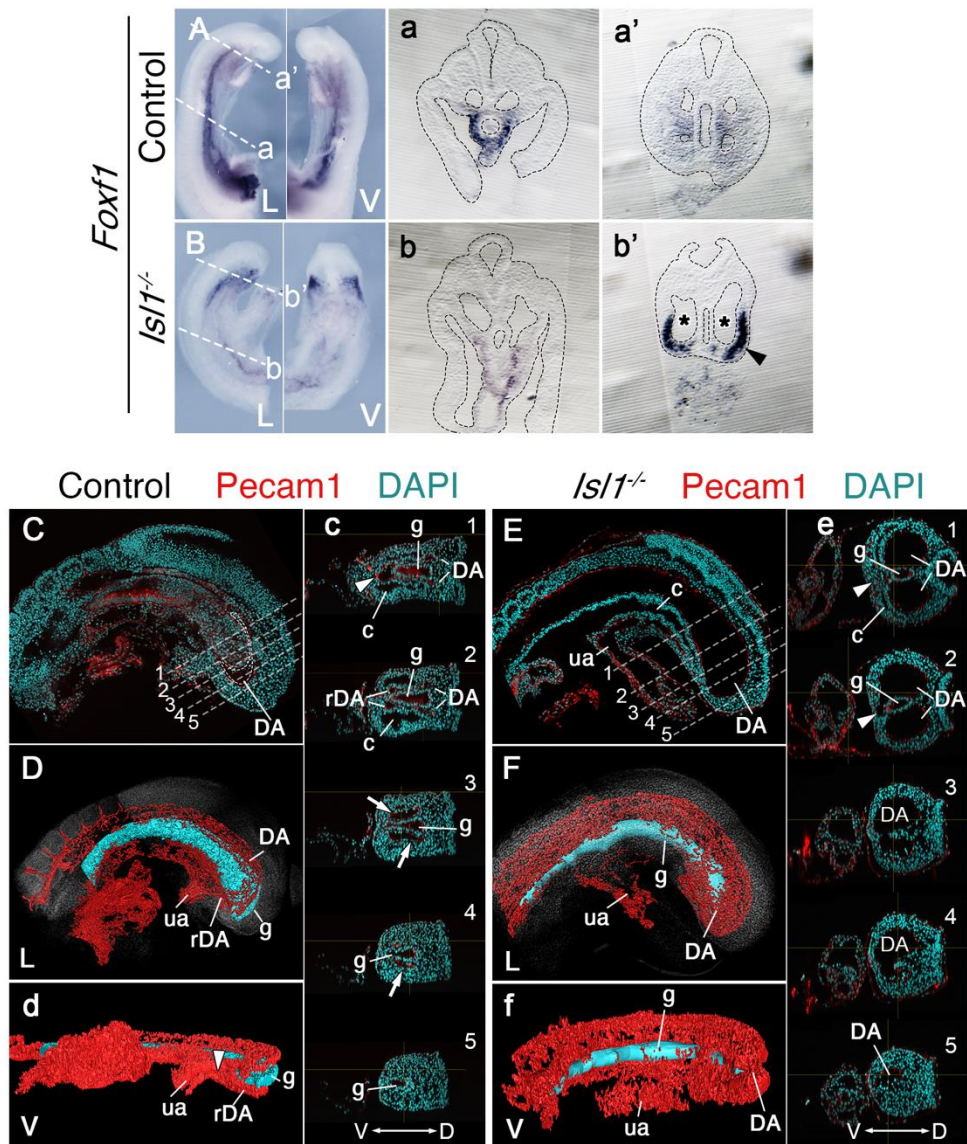 Foxf1
Control
A
a'
a
L
V
a
a'
Isl1-/-
B
b'
b
L
V
b
b'
*
*
Control Pecam1 DAPI
Isl1-/- Pecam1 DAPI
C
1
2
3
4
5
DA
c
1
g
DA
c
2
g
rDA
DA
c
3
g
4
g
5
g
V D
D
DA
ua
rDA
g
L
d
ua
rDA
g
V
E
c
ua
1
2
3
4
5
DA
e
1
g
DA
c
2
g
DA
3
DA
4
DA
5
DA
V D
F
g
ua
DA
L
f
g
ua
DA
V